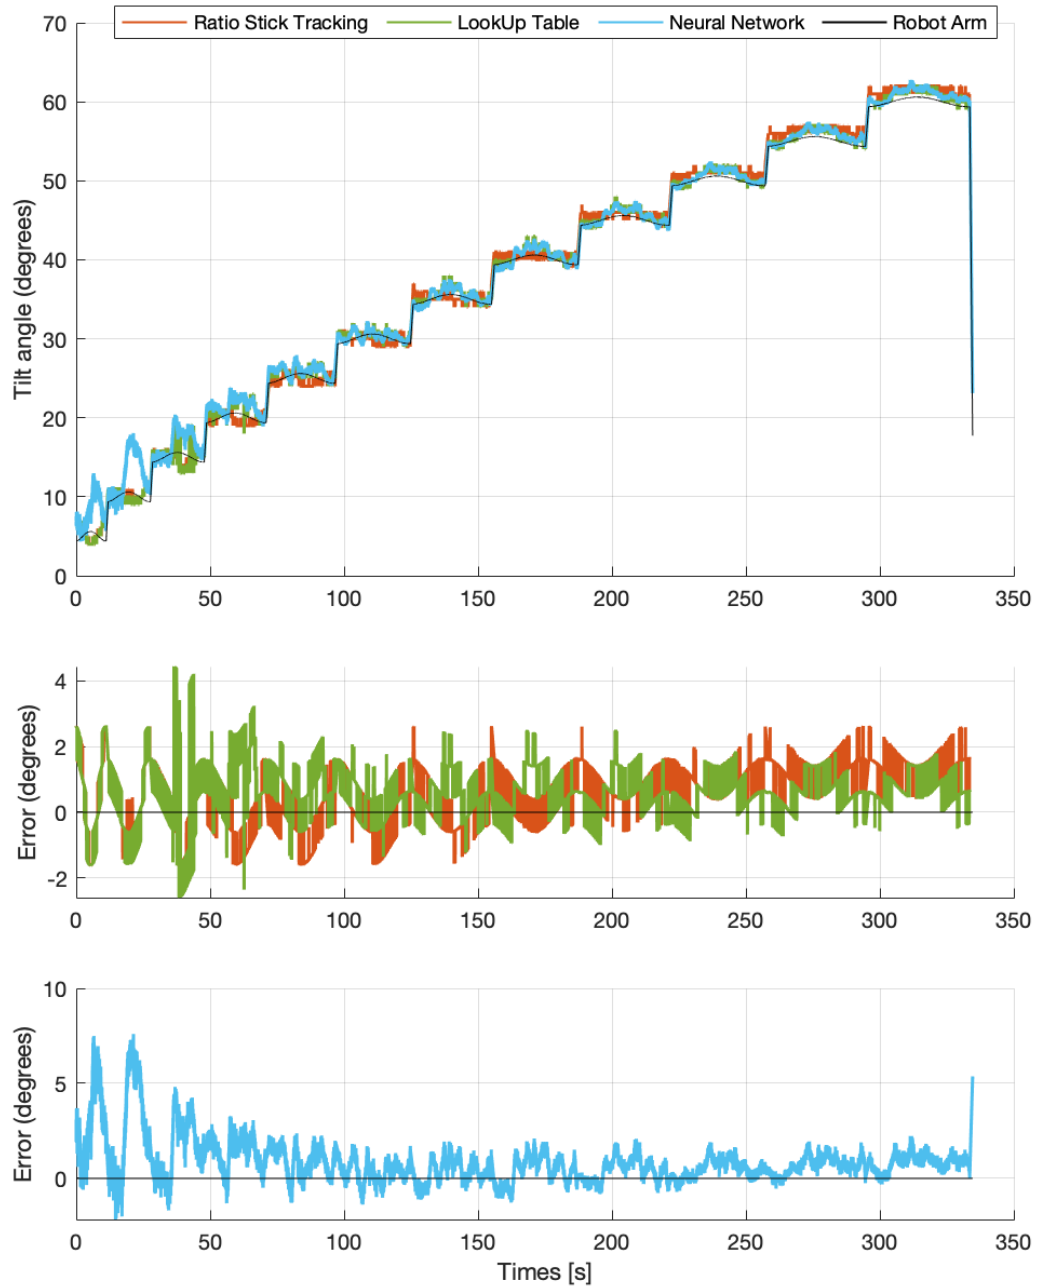 Ratio Stick Tracking LookUp Table Neural Network Robot Arm
Tilt angle (degrees)
70
60
50
40
30
20
10
0
0 50 100 150 200 250 300 350
Error (degrees)
4
2
0
-2
0 50 100 150 200 250 300 350
Error (degrees)
10
5
0
0 50 100 150 200 250 300 350
Times [s]